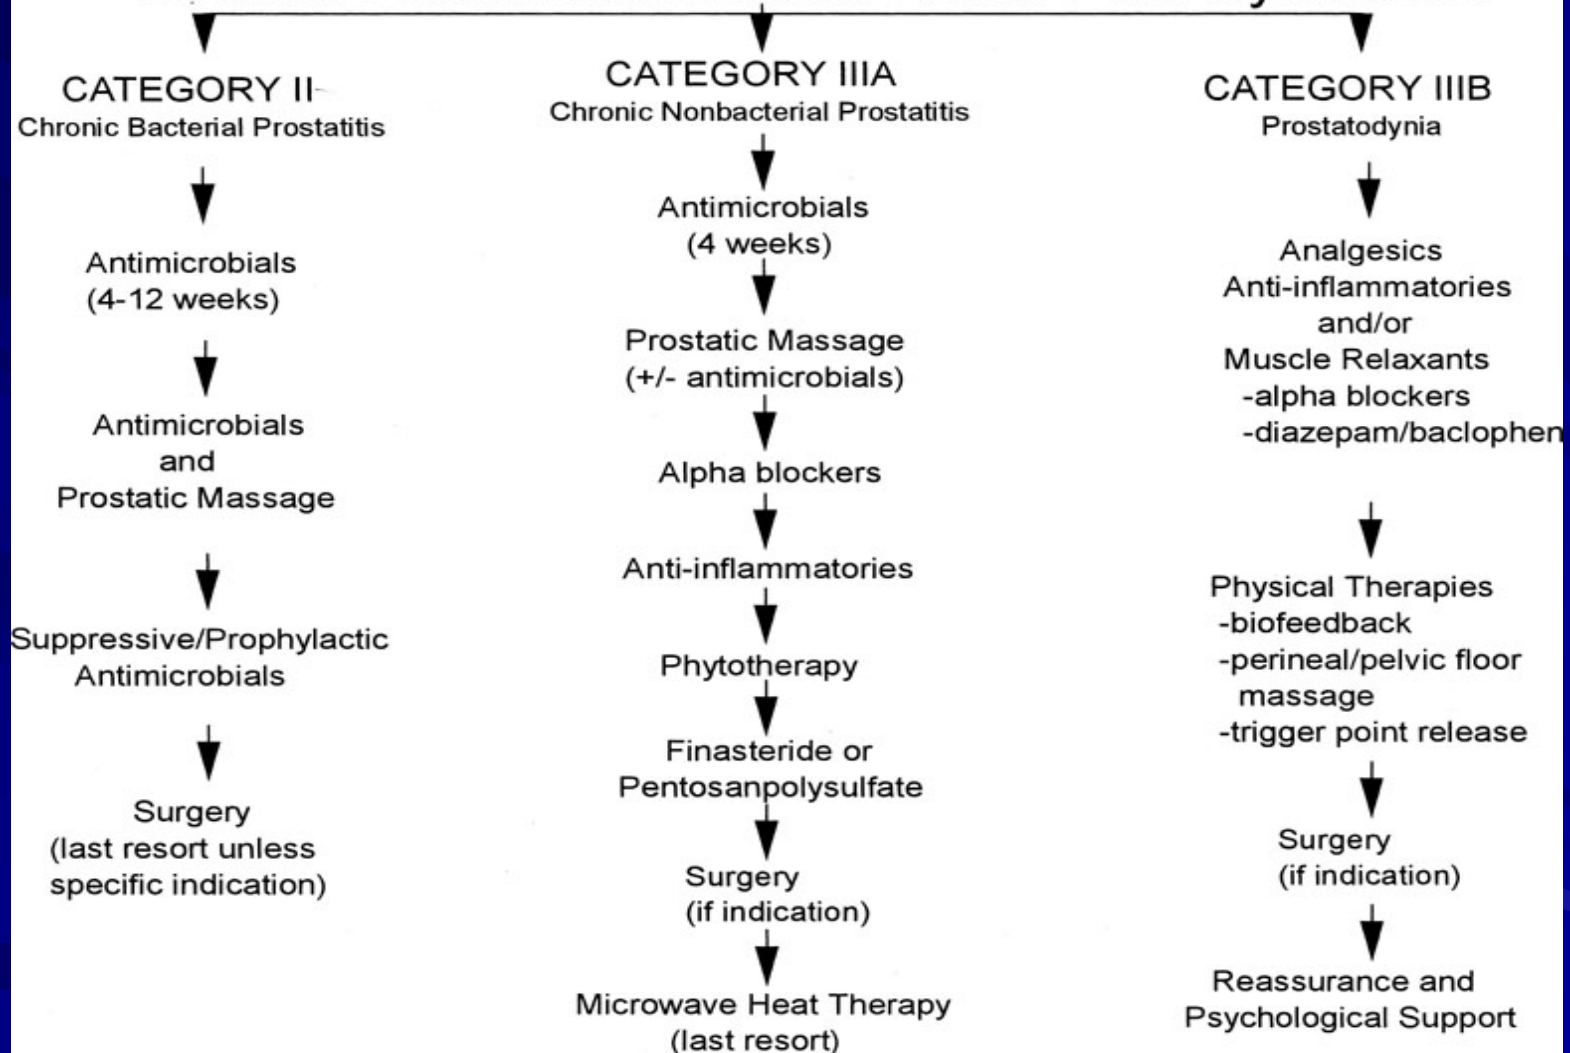 CATEGORY II
Chronic Bacterial Prostatitis
Antimicrobials
(4-12 weeks)
Antimicrobials
and
Prostatic Massage
Suppressive/Prophylactic
Antimicrobials
Surgery
(last resort unless
specific indication)
CATEGORY IIIA
Chronic Nonbacterial Prostatitis
Antimicrobials
(4 weeks)
Prostatic Massage
(+/- antimicrobials)
Alpha blockers
Anti-inflammatories
Phytotherapy
Finasteride or
Pentosanpolysulfate
Surgery
(if indication)
Microwave Heat Therapy
(last resort)
CATEGORY IIIB
Prostatodynia
Analgesics
Anti-inflammatories
and/or
Muscle Relaxants
-alpha blockers
-diazepam/baclophen
Physical Therapies
-biofeedback
-perineal/pelvic floor
massage
-trigger point release
Surgery
(if indication)
Reassurance and
Psychological Support